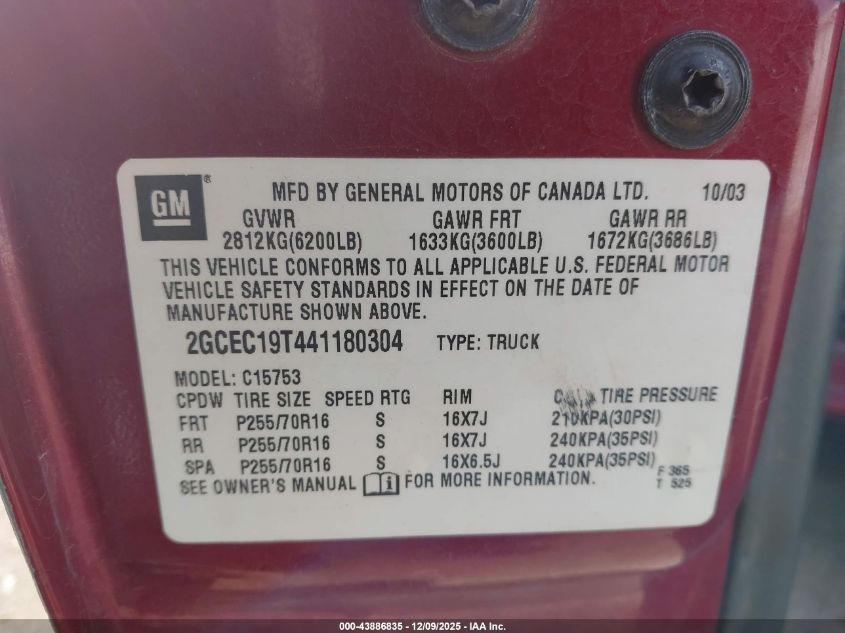 GM ® MFD BY GENERAL MOTORS OF CANADA LTD. 10/03
GVWR GAWR FRT GAWR RR
2812KG(6200LB) 1633KG(3600LB) 1672KG(3686LB)
THIS VEHICLE CONFORMS TO ALL APPLICABLE U.S. FEDERAL MOTOR
VEHICLE SAFETY STANDARDS IN EFFECT ON THE DATE OF
MANUFACTURE SHOWN ABOVE.
2GCEC19T441180304 TYPE: TRUCK
MODEL: C15753
CPDW TIRE SIZE SPEED RTG RIM TIRE PRESSURE
FRT P255/70R16 S 16X7J 210KPA(30PSI)
RR P255/70R16 S 16X7J 240KPA(35PSI)
SPA P255/70R16 S 16X6.5J 240KPA(35PSI)
SEE OWNER'S MANUAL FOR MORE INFORMATION.
F 365
T 525
000-43886835 - 12/09/2025 - IAA Inc.